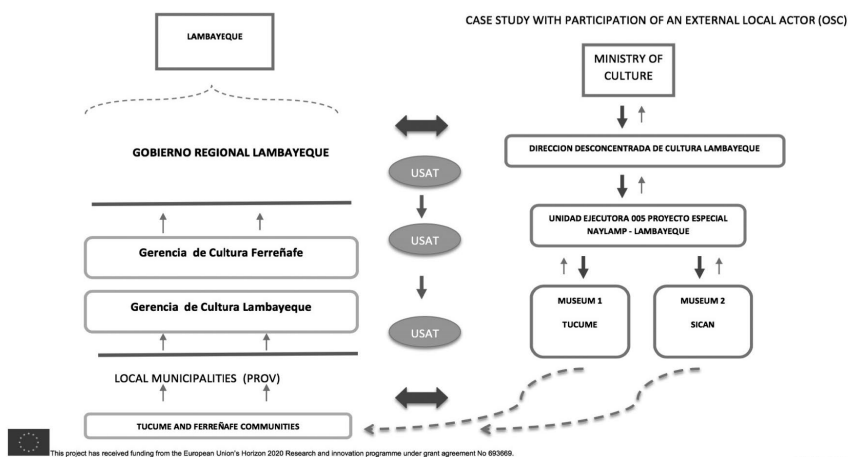 LAMBAYEQUE
CASE STUDY WITH PARTICIPATION OF AN EXTERNAL LOCAL ACTOR (OSC)
MINISTRY OF
CULTURE
GOBIERNO REGIONAL LAMBAYEQUE
DIRECCION DESCONCENTRADA DE CULTURA LAMBAYEQUE
USAT
UNIDAD EJECUTORA 005 PROYECTO ESPECIAL
NAYLAMP - LAMBAYEQUE
Gerencia de Cultura Ferreñafe
USAT
Gerencia de Cultura Lambayeque
USAT
MUSEUM 1
TUCUME
MUSEUM 2
SICAN
LOCAL MUNICIPALITIES (PROV)
TUCUME AND FERREÑAFE COMMUNITIES
This project has received funding from the European Union's Horizon 2020 Research and innovation programme under grant agreement No 693669.